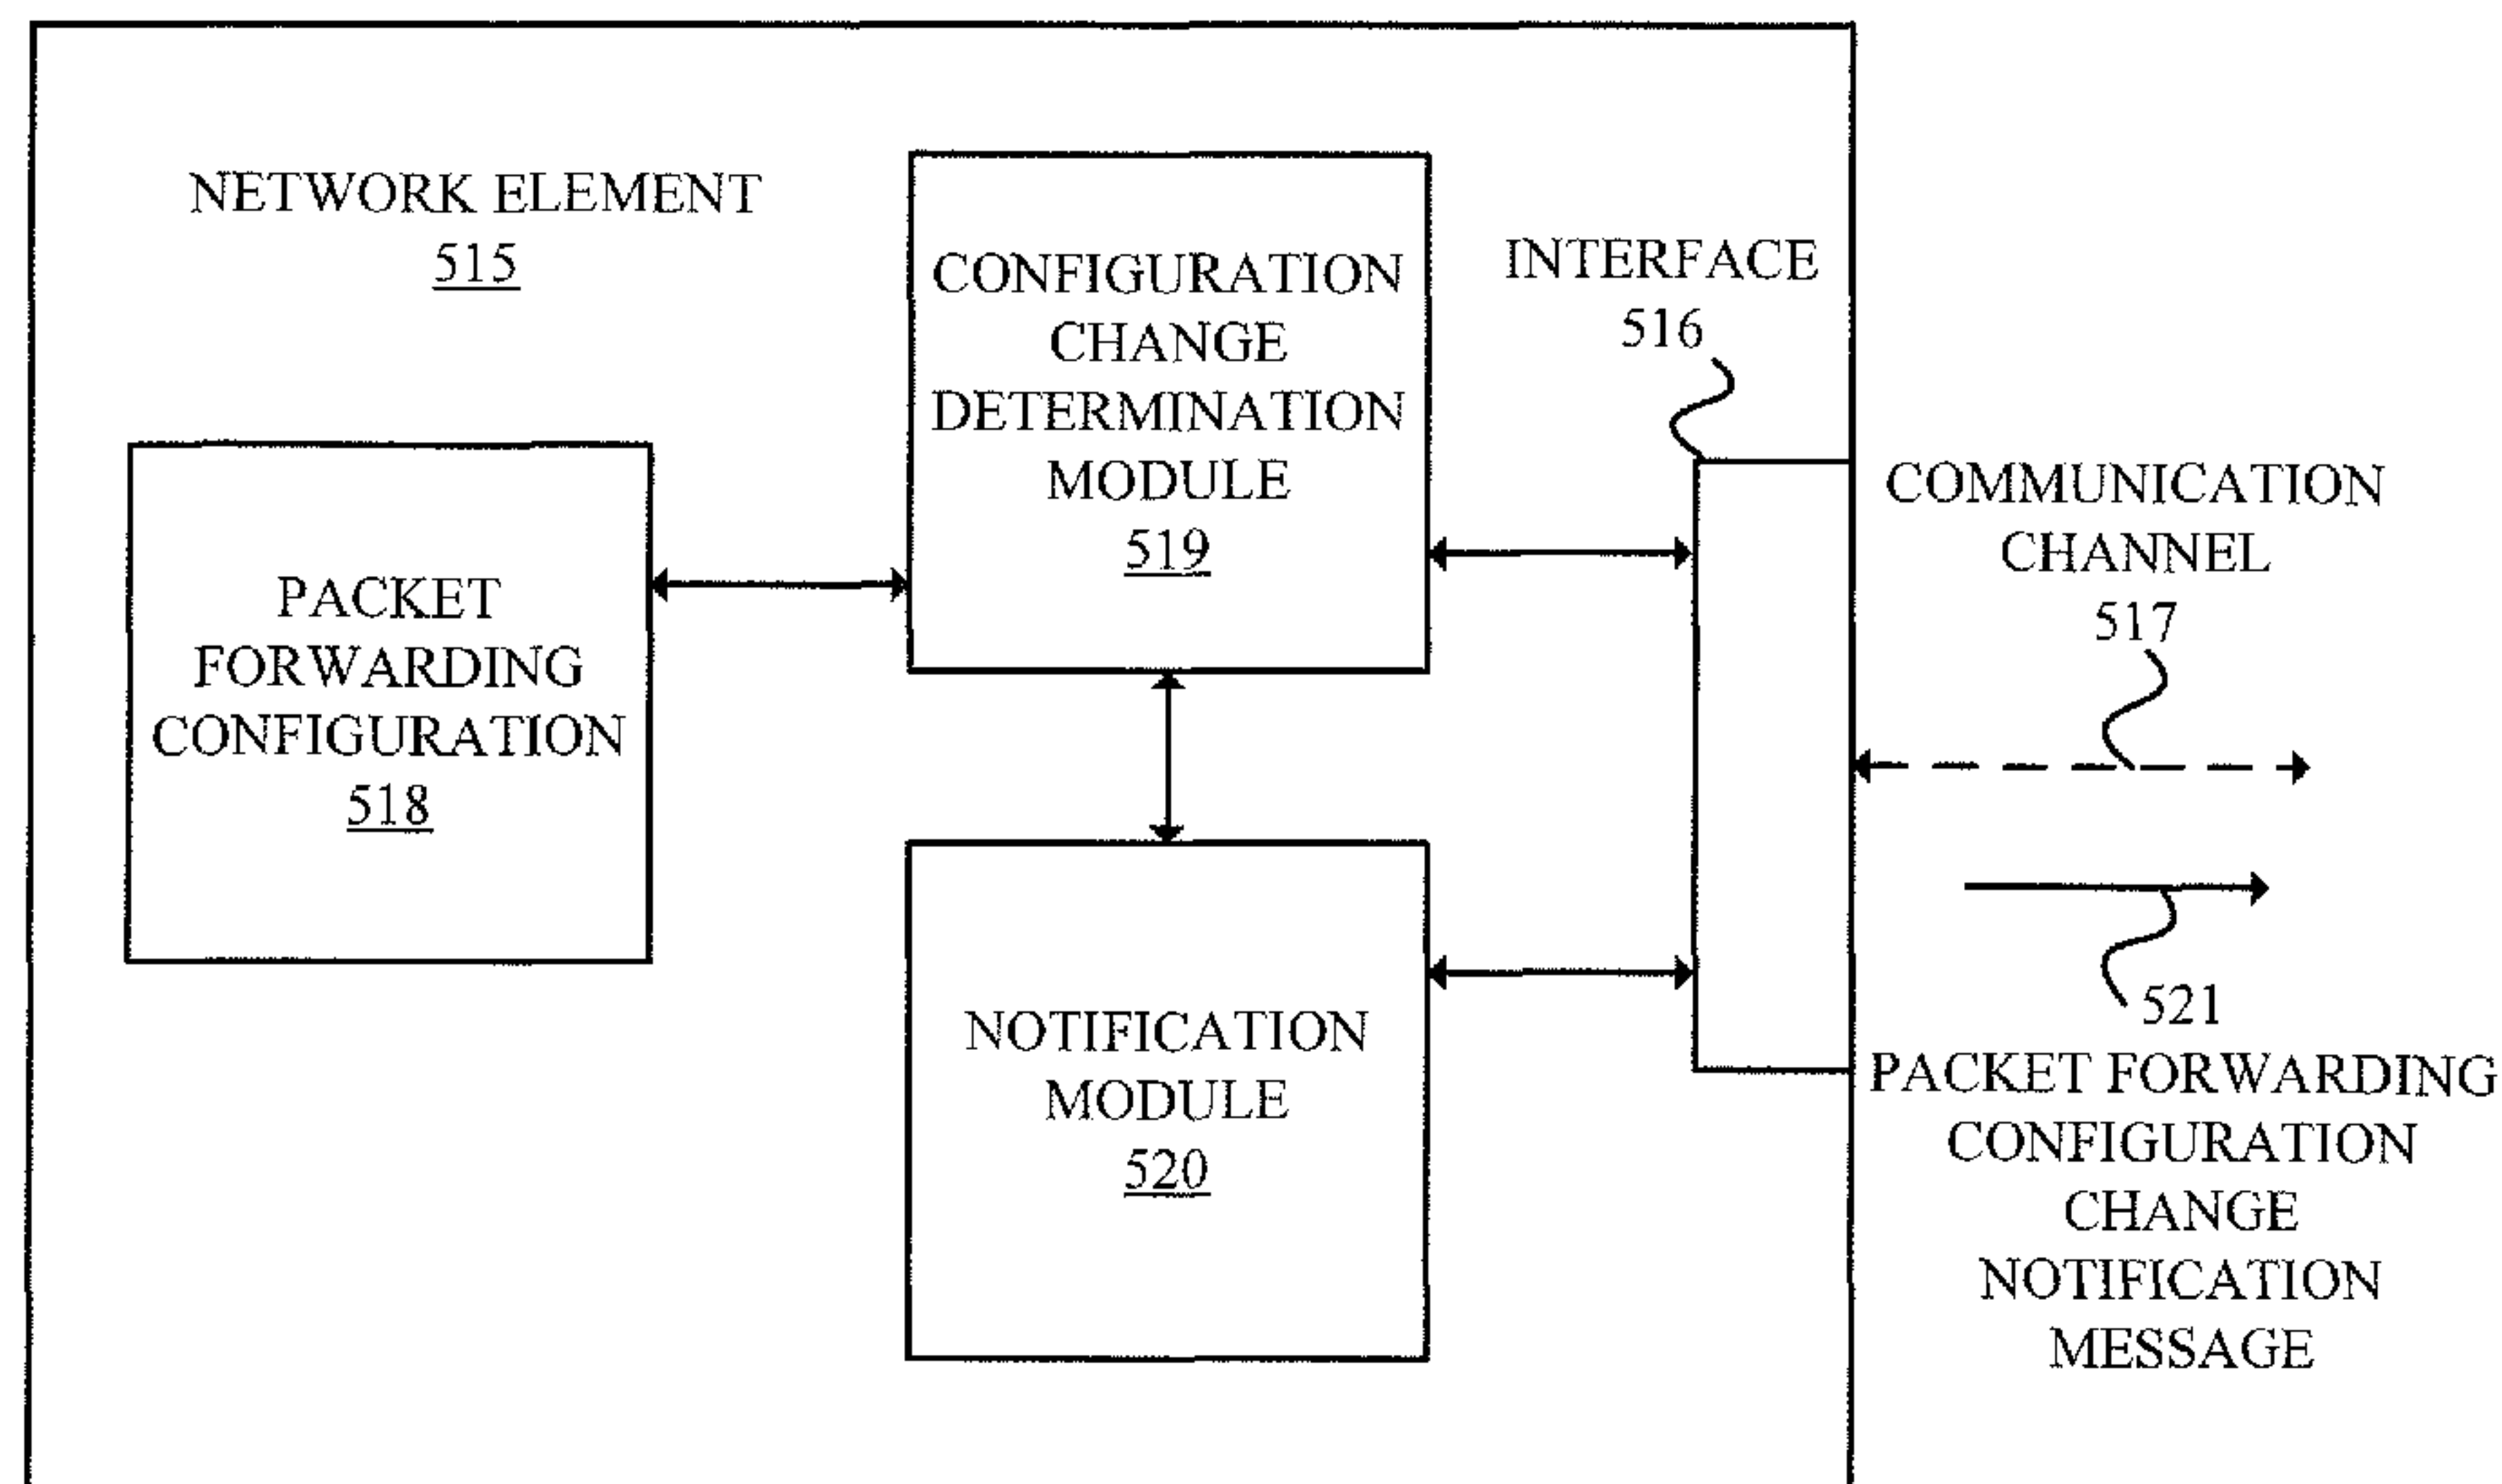 NETWORK ELEMENT
515
CONFIGURATION
CHANGE
DETERMINATION
MODULE
519
INTERFACE
516
PACKET
FORWARDING
CONFIGURATION
518
COMMUNICATION
CHANNEL
517
NOTIFICATION
MODULE
520
521
PACKET FORWARDING
CONFIGURATION
CHANGE
NOTIFICATION
MESSAGE